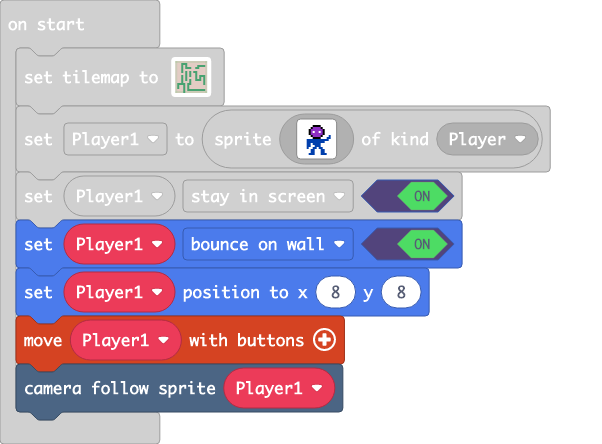 on start
set tilemap to
set Player1 to sprite of kind Player
set Player1 stay in screen ON
set Player1 bounce on wall ON
set Player1 position to x 8 y 8
move Player1 with buttons
camera follow sprite Player1